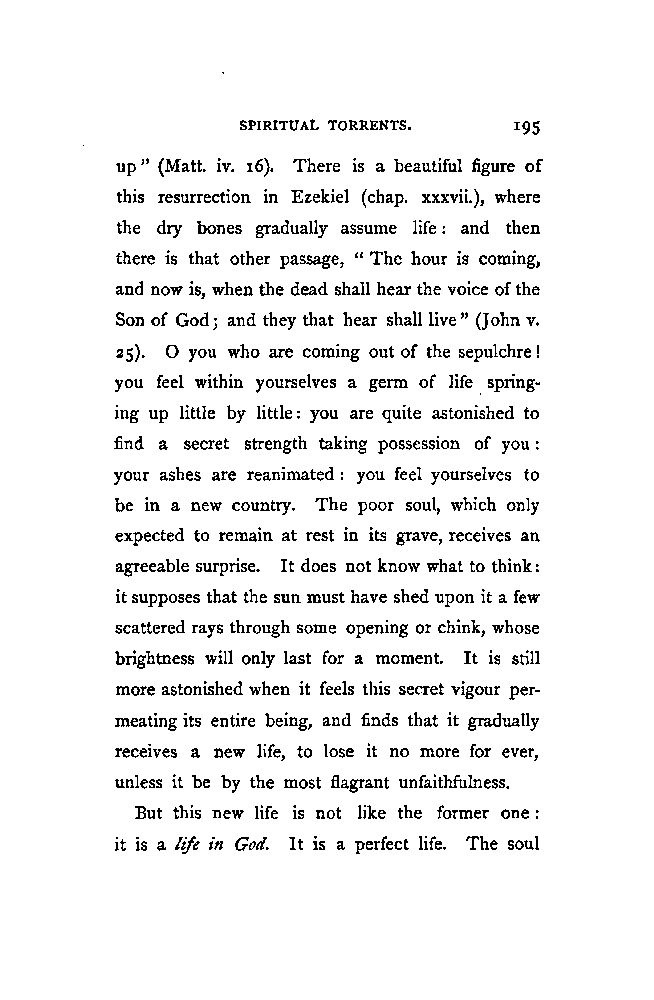 SPIRITUAL TORRENTS. 195
up" (Matt. iv. 16). There is a beautiful figure of
this resurrection in Ezekiel (chap. xxxvii.), where
the dry bones gradually assume life: and then
there is that other passage, "The hour is coming,
and now is, when the dead shall hear the voice of the
Son of God; and they that hear shall live" (John v.
25). O you who are coming out of the sepulchre!
you feel within yourselves a germ of life spring-
ing up little by little: you are quite astonished to
find a secret strength taking possession of you:
your ashes are reanimated: you feel yourselves to
be in a new country. The poor soul, which only
expected to remain at rest in its grave, receives an
agreeable surprise. It does not know what to think:
it supposes that the sun must have shed upon it a few
scattered rays through some opening or chink, whose
brightness will only last for a moment. It is still
more astonished when it feels this secret vigour per-
meating its entire being, and finds that it gradually
receives a new life, to lose it no more for ever,
unless it be by the most flagrant unfaithfulness.
But this new life is not like the former one:
it is a life in God. It is a perfect life. The soul